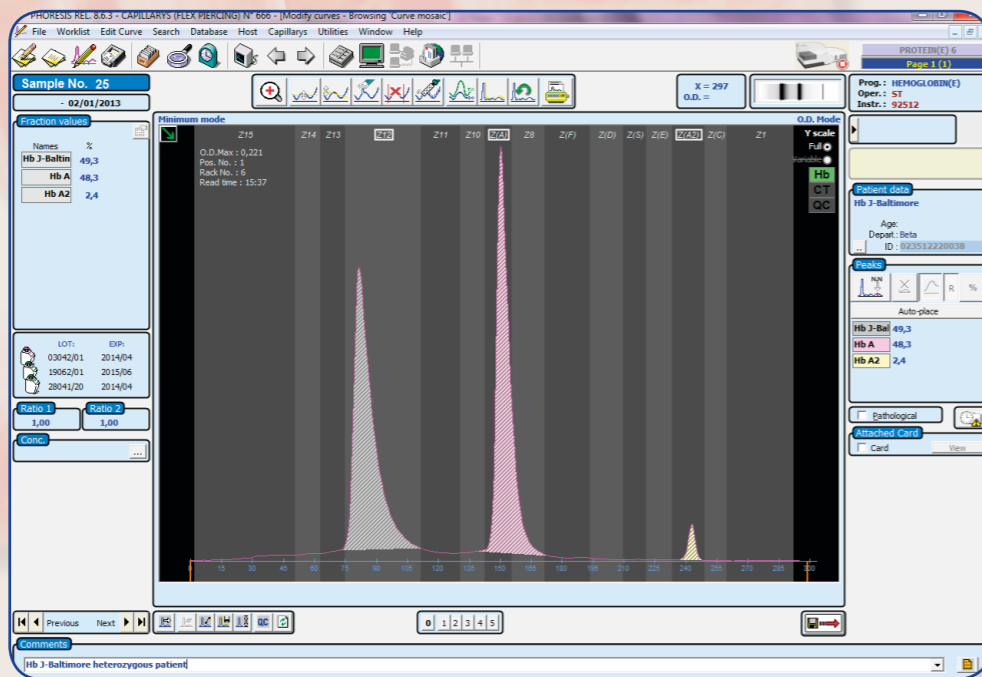 PHORESIS REL. 8.6.3 - CAPILLARYS (FLEX PIERCING) N° 666 - [Modify curves - Browsing 'Curve mosaic']
File Worklist Edit Curve Search Database Host Capillarys Utilities Window Help
PROTEIN(E) 6
Page 1 (1)
Sample No. 25
- 02/01/2013
X = 297
O.D. =
Prog.: HEMOGLOBIN(E)
Oper.: ST
Instr.: 92512
Fraction values
Names %
Hb J-Baltin 49,3
Hb A 48,3
Hb A2 2,4
LOT: EXP:
03042/01 2014/04
19062/01 2015/06
28041/20 2014/04
Ratio 1 Ratio 2
1,00 1,00
Conc.
...
Minimum mode O.D. Mode
Z15 Z14 Z13 Z12 Z11 Z10 Z(A) Z8 Z(F) Z(D) Z(S) Z(E) Z(A2) Z(C) Z1
Y scale
Full
Variable
Hb
CT
QC
O.D.Max : 0,221
Pos. No. : 1
Rack No. : 6
Read time : 15:37
0 15 30 45 60 75 90 105 120 135 150 165 180 195 210 225 240 255 270 285 300
Patient data
Hb J-Baltimore
Age:
Depart.: Beta
.. ID : 023512220038
Peaks
R %
Auto-place
Hb J-Bal 49,3
Hb A 48,3
Hb A2 2,4
Pathological
Attached Card
Card View
Previous Next
QC
0 1 2 3 4 5
Comments
Hb J-Baltimore heterozygous patient